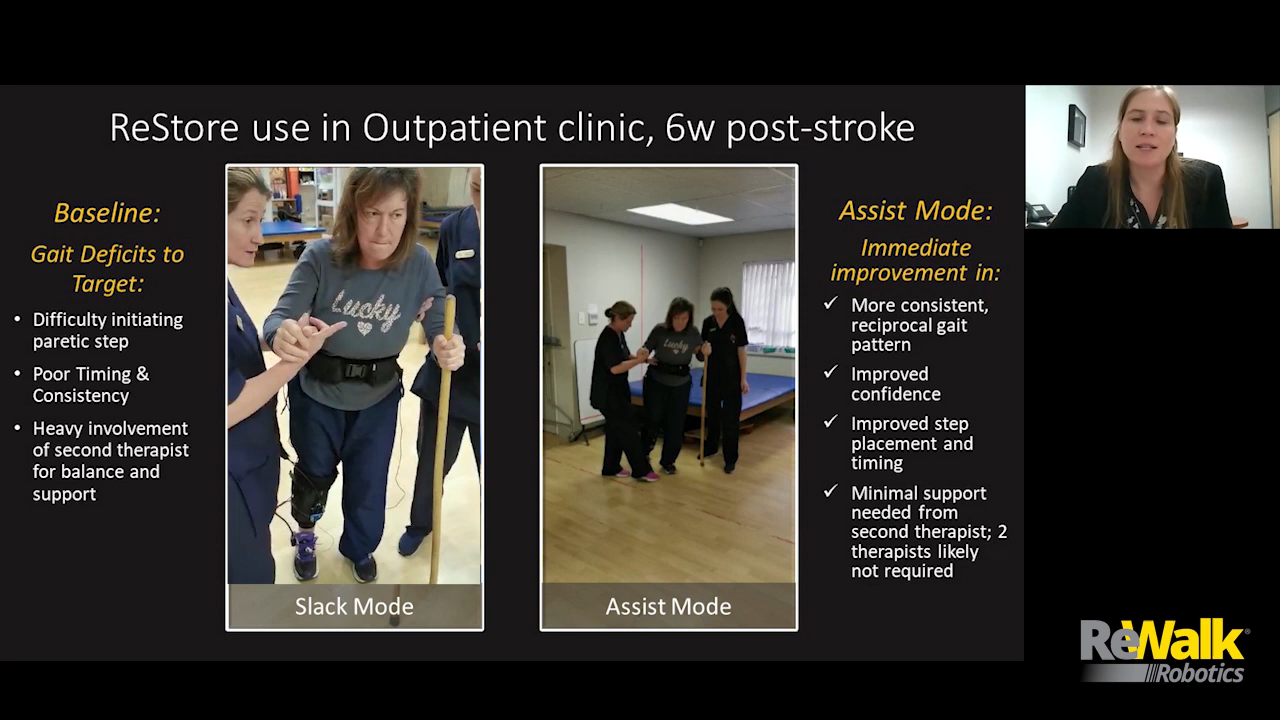 ReStore use in Outpatient clinic, 6w post-stroke
Baseline:
Gait Deficits to
Target:
• Difficulty initiating
paretic step
• Poor Timing &
Consistency
• Heavy involvement
of second therapist
for balance and
support
Lucky
Slack Mode
Lucky
Assist Mode
Assist Mode:
Immediate
improvement in:
✓ More consistent,
reciprocal gait
pattern
✓ Improved
confidence
✓ Improved step
placement and
timing
✓ Minimal support
needed from
second therapist; 2
therapists likely
not required
ReWalk®
Robotics